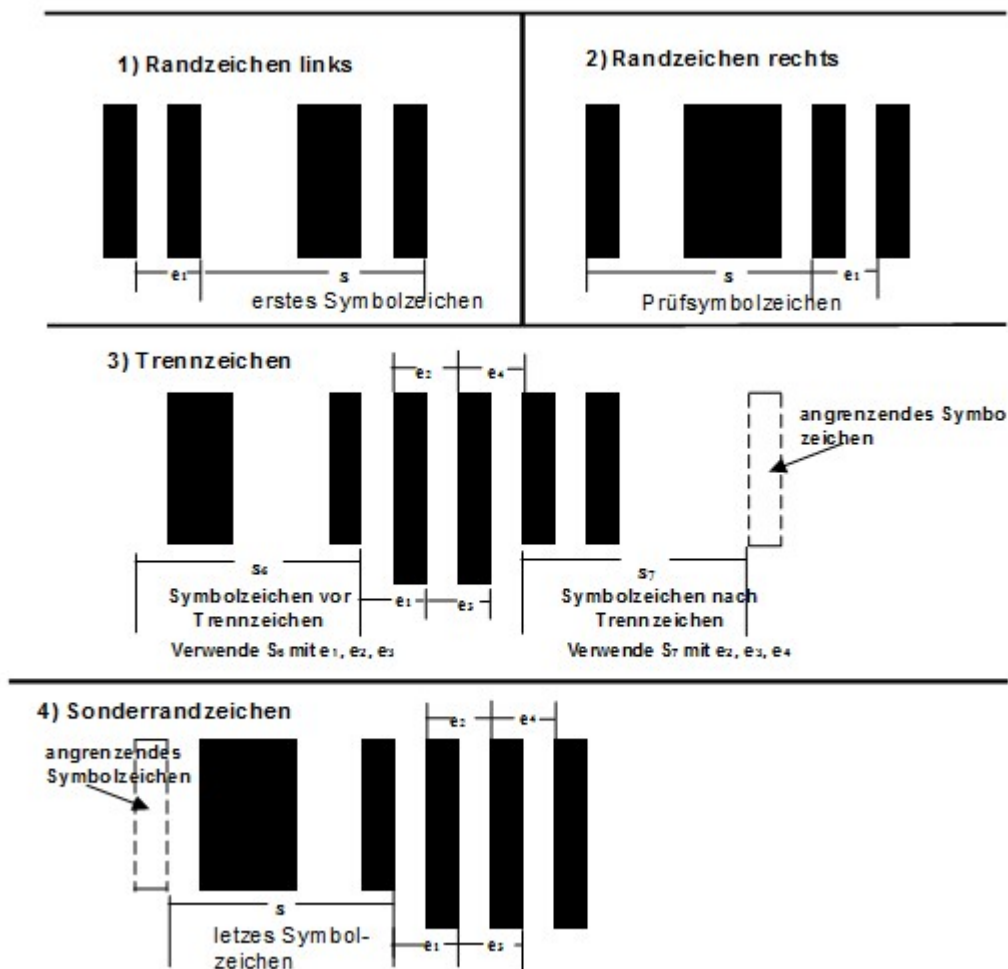 1) Randzeichen links
2) Randzeichen rechts
e₁
s
s
e₁
erstes Symbolzeichen
Prüfsymbolzeichen
3) Trennzeichen
e₂
e₄
angrenzendes Symbo
zeichen
s₆
s₇
Symbolzeichen vor
Trennzeichen
e₁
e₃
Symbolzeichen nach
Trennzeichen
Verwende S₆ mit e₁, e₂, e₃
Verwende S₇ mit e₂, e₃, e₄
4) Sonderrandzeichen
e₂
e₄
angrenzendes
Symbolzeichen
s
letzes Symbol-
zeichen
e₁
e₃